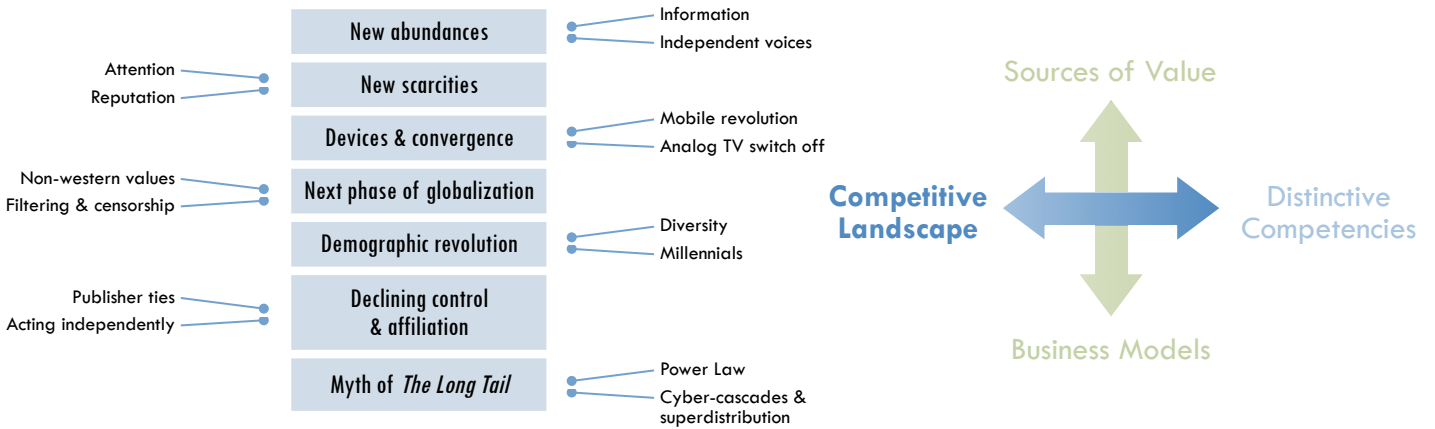 New abundances
Information
Independent voices
Attention
Reputation
New scarcities
Devices & convergence
Mobile revolution
Analog TV switch off
Non-western values
Filtering & censorship
Next phase of globalization
Demographic revolution
Diversity
Millennials
Publisher ties
Acting independently
Declining control
& affiliation
Myth of The Long Tail
Power Law
Cyber-cascades &
superdistribution
Sources of Value
Competitive
Landscape
Distinctive
Competencies
Business Models